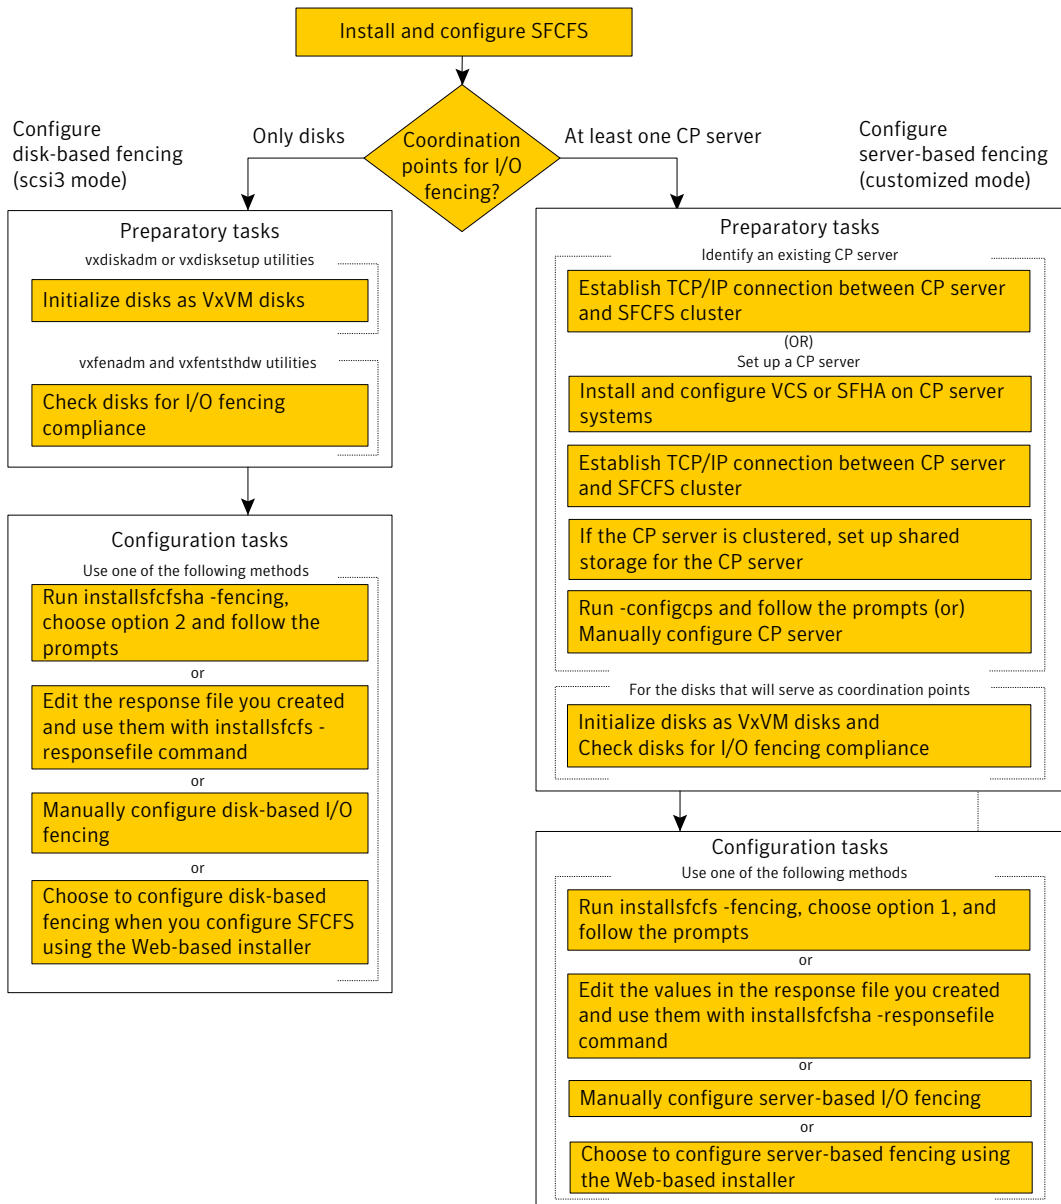 Install and configure SFCFS
Coordination
points for I/O
fencing?
Only disks
At least one CP server
Configure
disk-based fencing
(scsi3 mode)
Configure
server-based fencing
(customized mode)
Preparatory tasks
vxdiskadm or vxdisksetup utilities
Initialize disks as VxVM disks
vxfenadm and vxfentsthdw utilities
Check disks for I/O fencing
compliance
Configuration tasks
Use one of the following methods
Run installsfcfsha -fencing,
choose option 2 and follow the
prompts
or
Edit the response file you created
and use them with installsfcfs -
responsefile command
or
Manually configure disk-based I/O
fencing
or
Choose to configure disk-based
fencing when you configure SFCFS
using the Web-based installer
Preparatory tasks
Identify an existing CP server
Establish TCP/IP connection between CP server
and SFCFS cluster
(OR)
Set up a CP server
Install and configure VCS or SFHA on CP server
systems
Establish TCP/IP connection between CP server
and SFCFS cluster
If the CP server is clustered, set up shared
storage for the CP server
Run -configcps and follow the prompts (or)
Manually configure CP server
For the disks that will serve as coordination points
Initialize disks as VxVM disks and
Check disks for I/O fencing compliance
Configuration tasks
Use one of the following methods
Run installsfcfs -fencing, choose option 1, and
follow the prompts
or
Edit the values in the response file you created
and use them with installsfcfsha -responsefile
command
or
Manually configure server-based I/O fencing
or
Choose to configure server-based fencing using
the Web-based installer